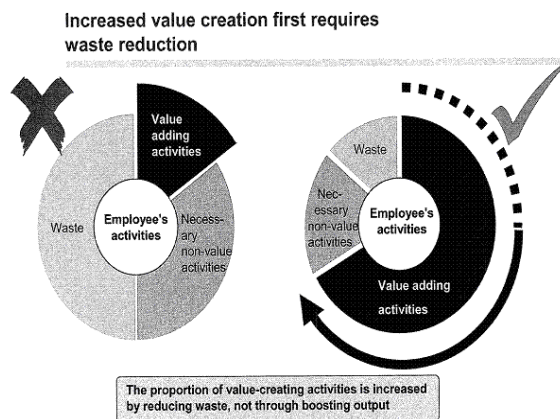 Increased value creation first requires
waste reduction
Value
adding
activities
Waste
Employee's
activities
Necess-
ary
non-value
activities
Waste
Nec-
essary
non-value
activities
Employee's
activities
Value adding
activities
The proportion of value-creating activities is increased
by reducing waste, not through boosting output